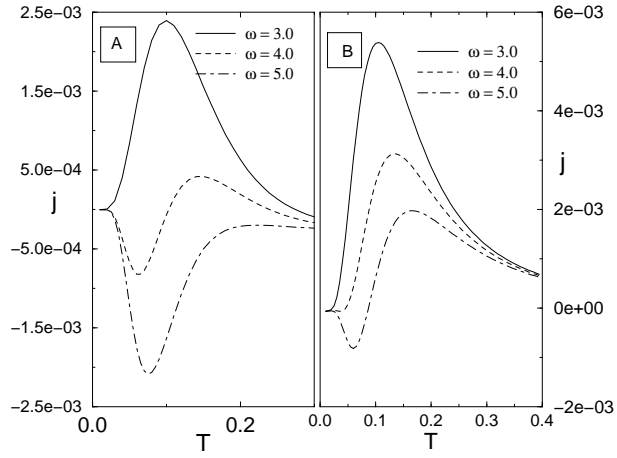 A
ω = 3.0
ω = 4.0
ω = 5.0
2.5e−03
1.5e−03
5.0e−04
−5.0e−04
−1.5e−03
−2.5e−03
j
0.0
0.2
T
B
ω = 3.0
ω = 4.0
ω = 5.0
6e−03
4e−03
2e−03
0e+00
−2e−03
j
0.0
0.1
0.2
0.3
0.4
T